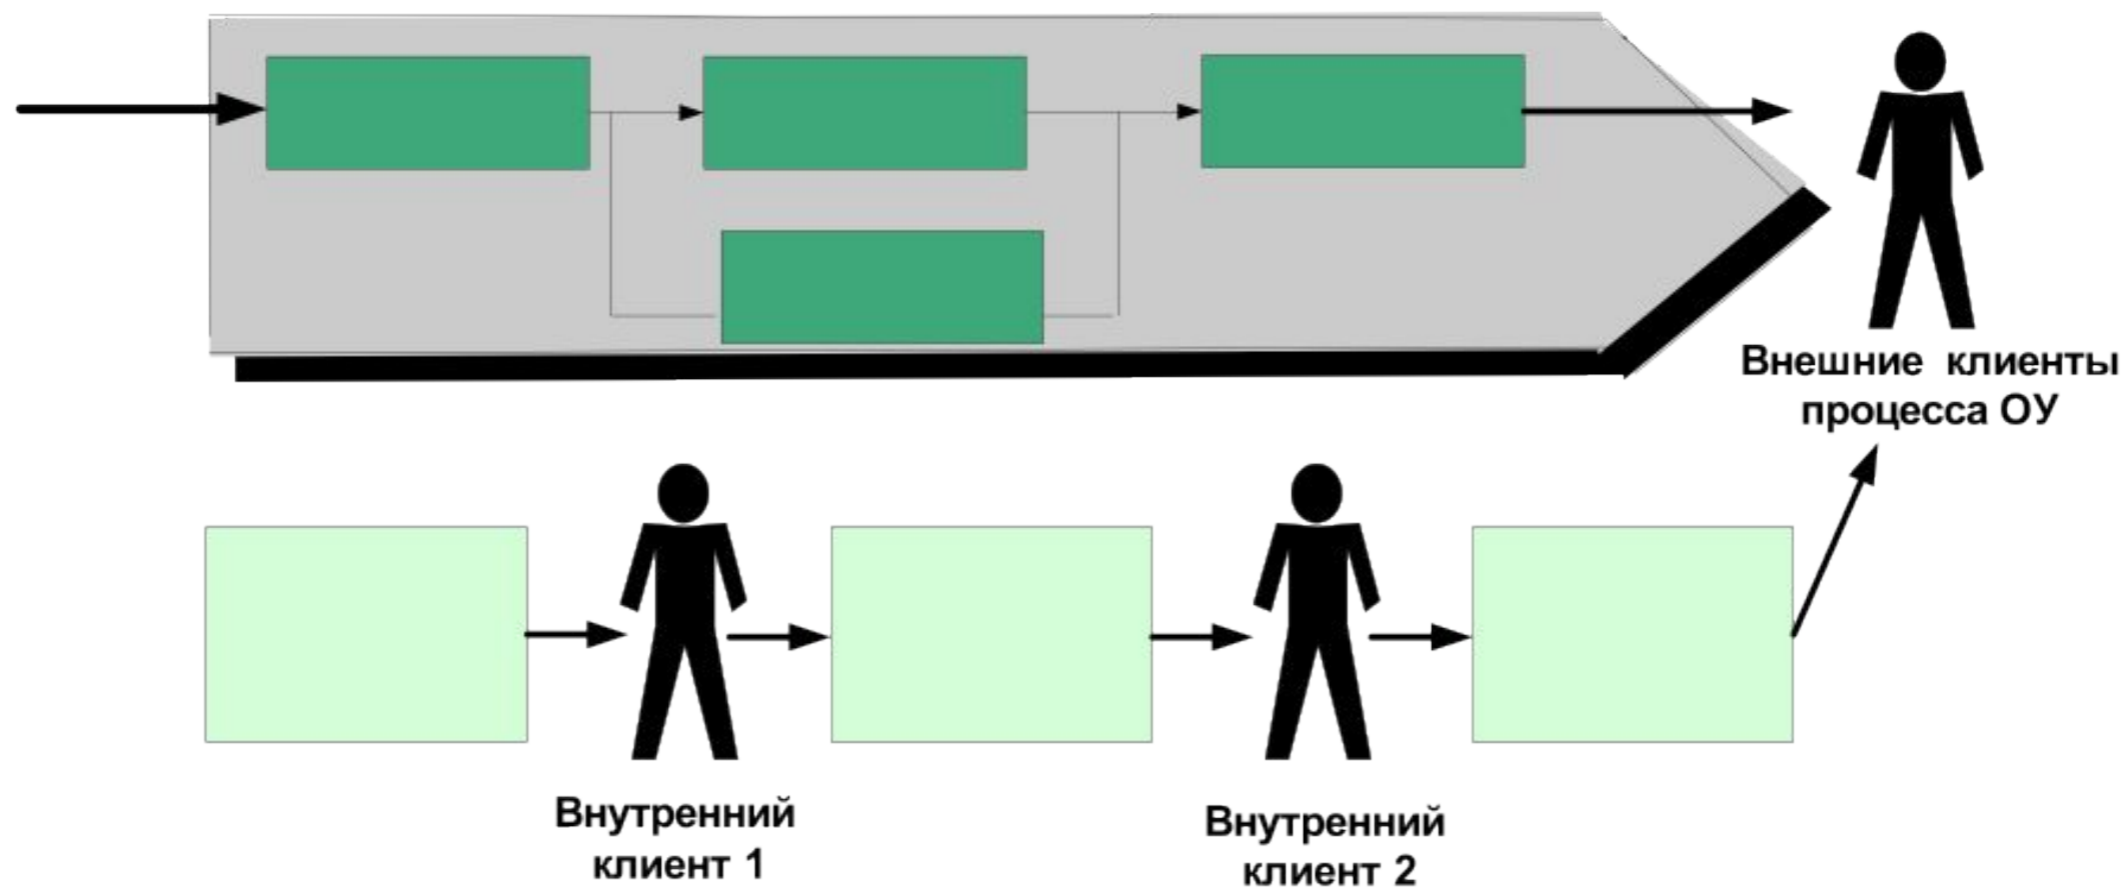 Внешние клиенты
процесса ОУ
Внутренний
клиент 1
Внутренний
клиент 2